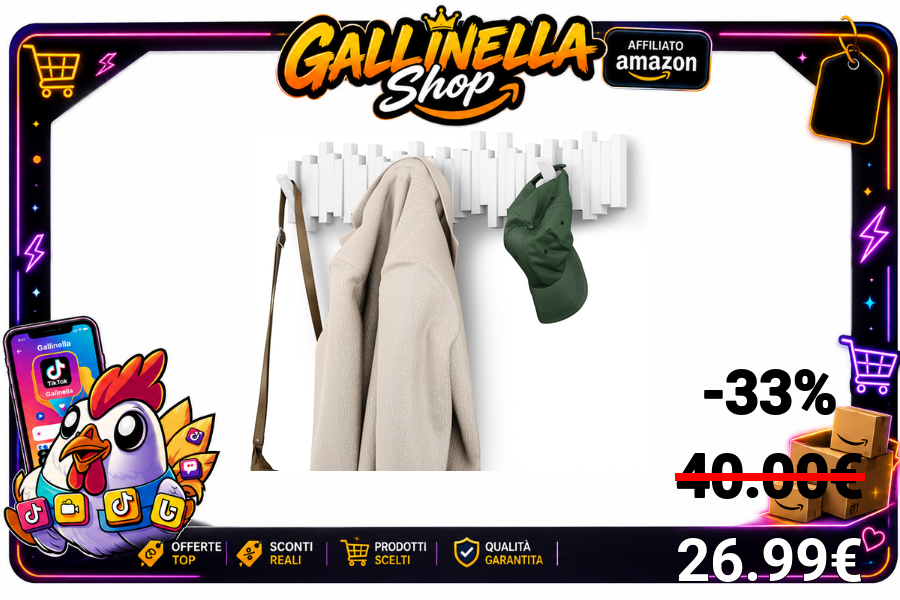 GALLINELLA
Shop
AFFILIATO
amazon
Gallinella
TikTok
Gallinella
-33%
40.00€
26.99€
OFFERTE
TOP
SCONTI
REALI
PRODOTTI
SCELTI
QUALITÀ
GARANTITA